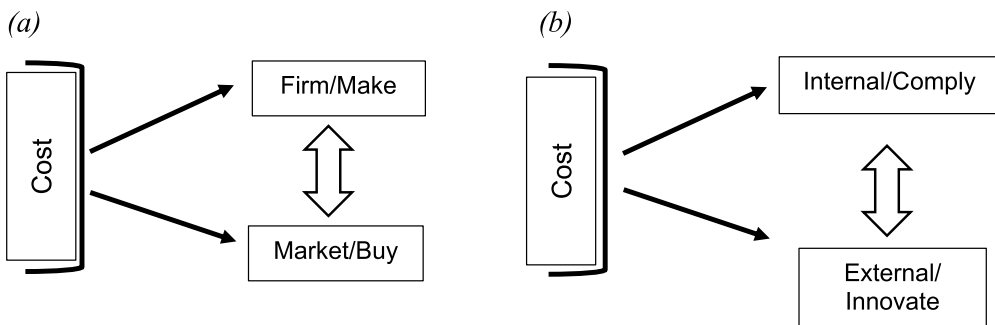 (a)
Cost
Firm/Make
Market/Buy
(b)
Cost
Internal/Comply
External/
Innovate